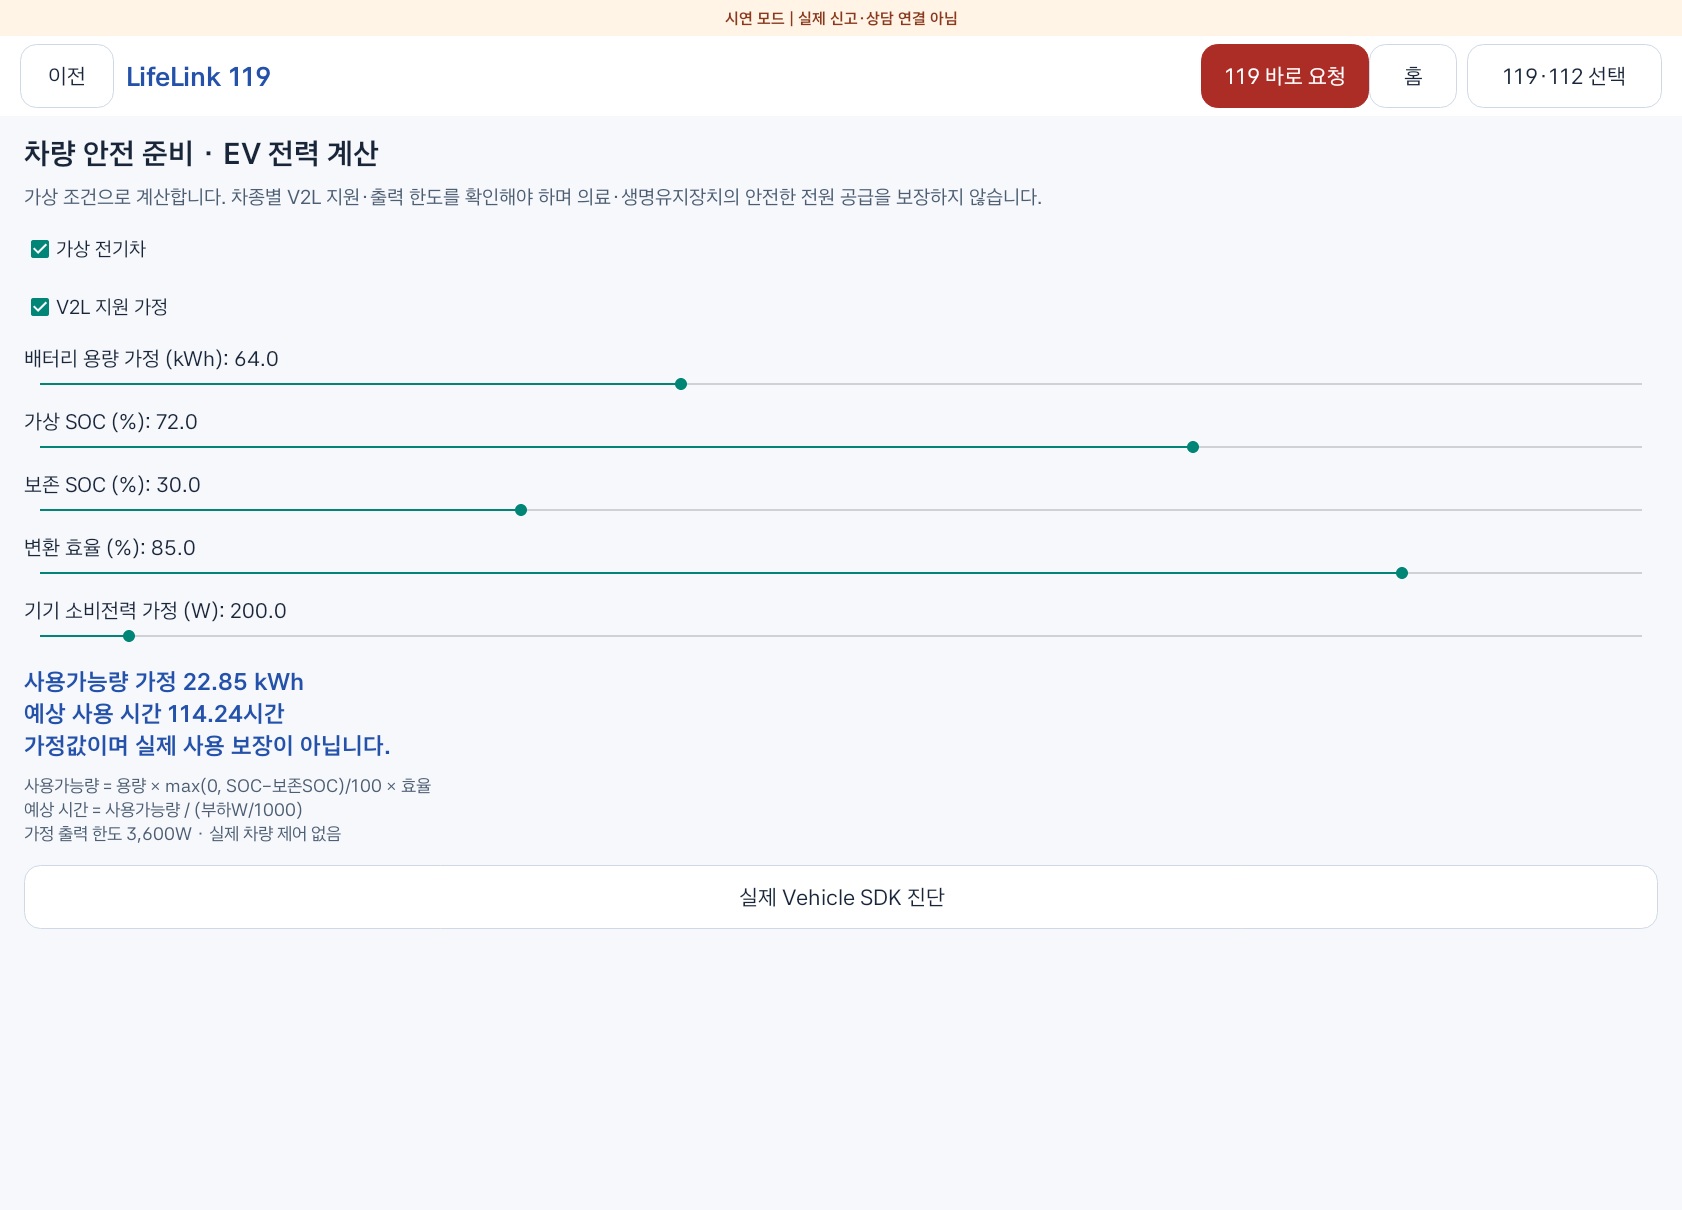 시연 모드 | 실제 신고·상담 연결 아님
이전
LifeLink 119
119 바로 요청
홈
119·112 선택
차량 안전 준비 · EV 전력 계산
가상 조건으로 계산합니다. 차종별 V2L 지원·출력 한도를 확인해야 하며 의료·생명유지장치의 안전한 전원 공급을 보장하지 않습니다.
가상 전기차
V2L 지원 가정
배터리 용량 가정 (kWh): 64.0
가상 SOC (%): 72.0
보존 SOC (%): 30.0
변환 효율 (%): 85.0
기기 소비전력 가정 (W): 200.0
사용가능량 가정 22.85 kWh
예상 사용 시간 114.24시간
가정값이며 실제 사용 보장이 아닙니다.
사용가능량 = 용량 × max(0, SOC−보존SOC)/100 × 효율
예상 시간 = 사용가능량 / (부하W/1000)
가정 출력 한도 3,600W · 실제 차량 제어 없음
실제 Vehicle SDK 진단